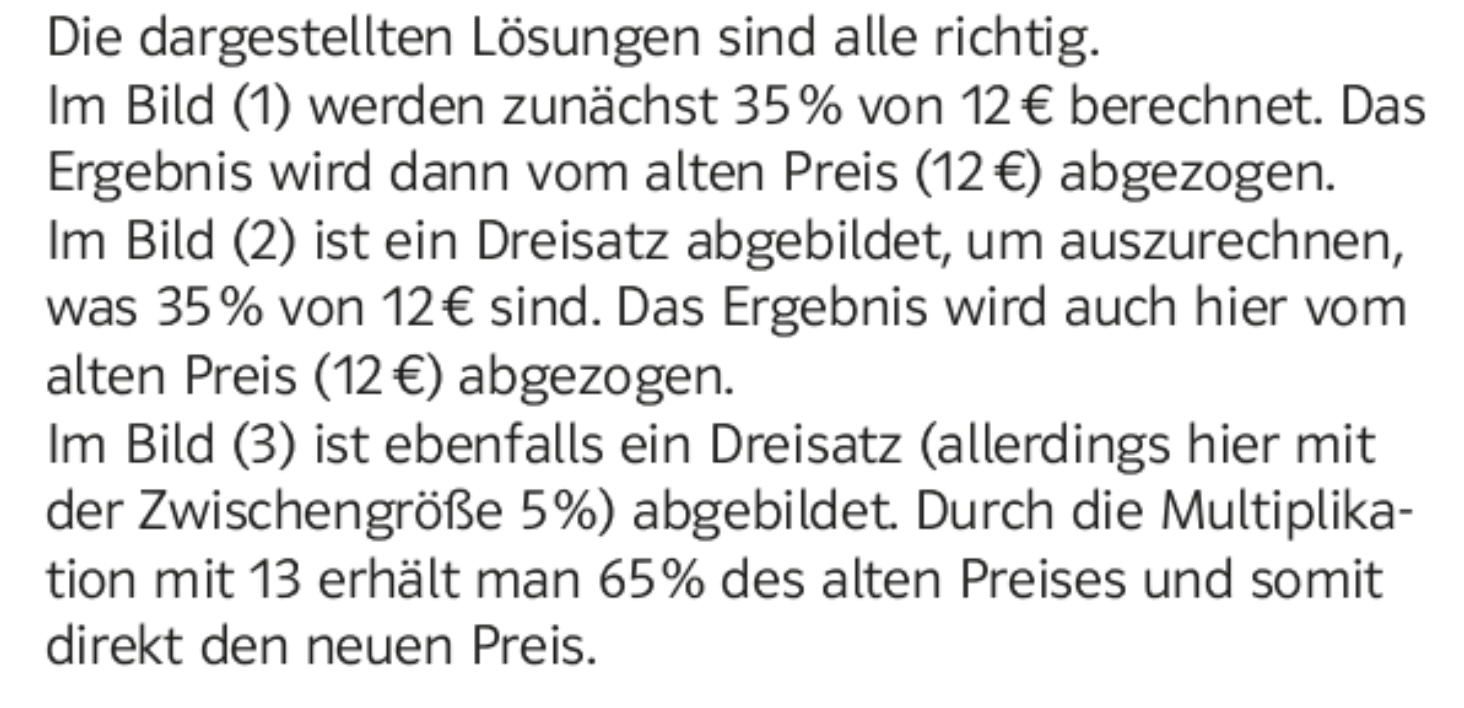 Die dargestellten Lösungen sind alle richtig.
Im Bild (1) werden zunächst 35 % von 12 € berechnet. Das
Ergebnis wird dann vom alten Preis (12 €) abgezogen.
Im Bild (2) ist ein Dreisatz abgebildet, um auszurechnen,
was 35 % von 12 € sind. Das Ergebnis wird auch hier vom
alten Preis (12 €) abgezogen.
Im Bild (3) ist ebenfalls ein Dreisatz (allerdings hier mit
der Zwischengröße 5 %) abgebildet. Durch die Multiplika-
tion mit 13 erhält man 65 % des alten Preises und somit
direkt den neuen Preis.